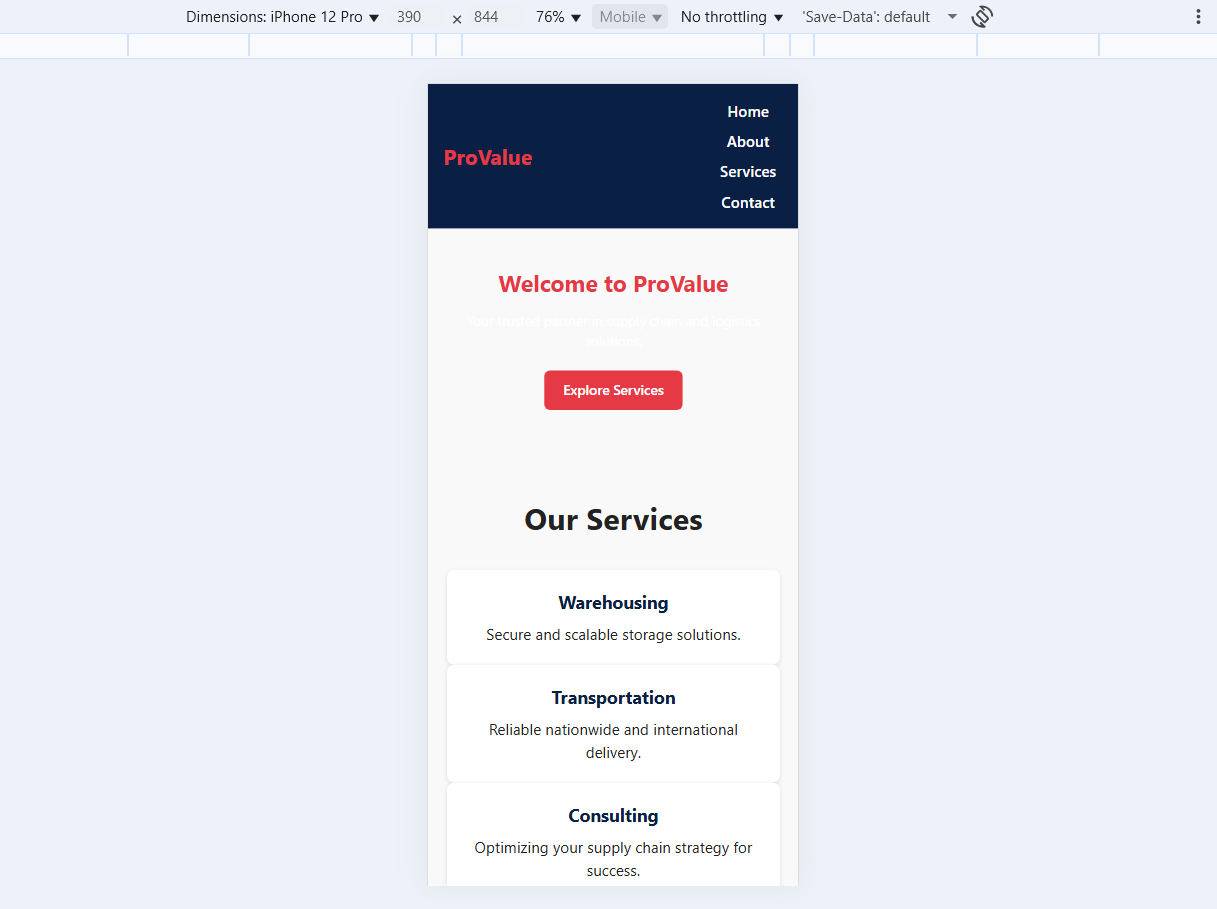 Dimensions: iPhone 12 Pro 390 × 844 76% Mobile No throttling 'Save-Data': default
ProValue
Home
About
Services
Contact
Welcome to ProValue
Your trusted partner in supply chain and logistics
solutions.
Explore Services
Our Services
Warehousing
Secure and scalable storage solutions.
Transportation
Reliable nationwide and international
delivery.
Consulting
Optimizing your supply chain strategy for
success.